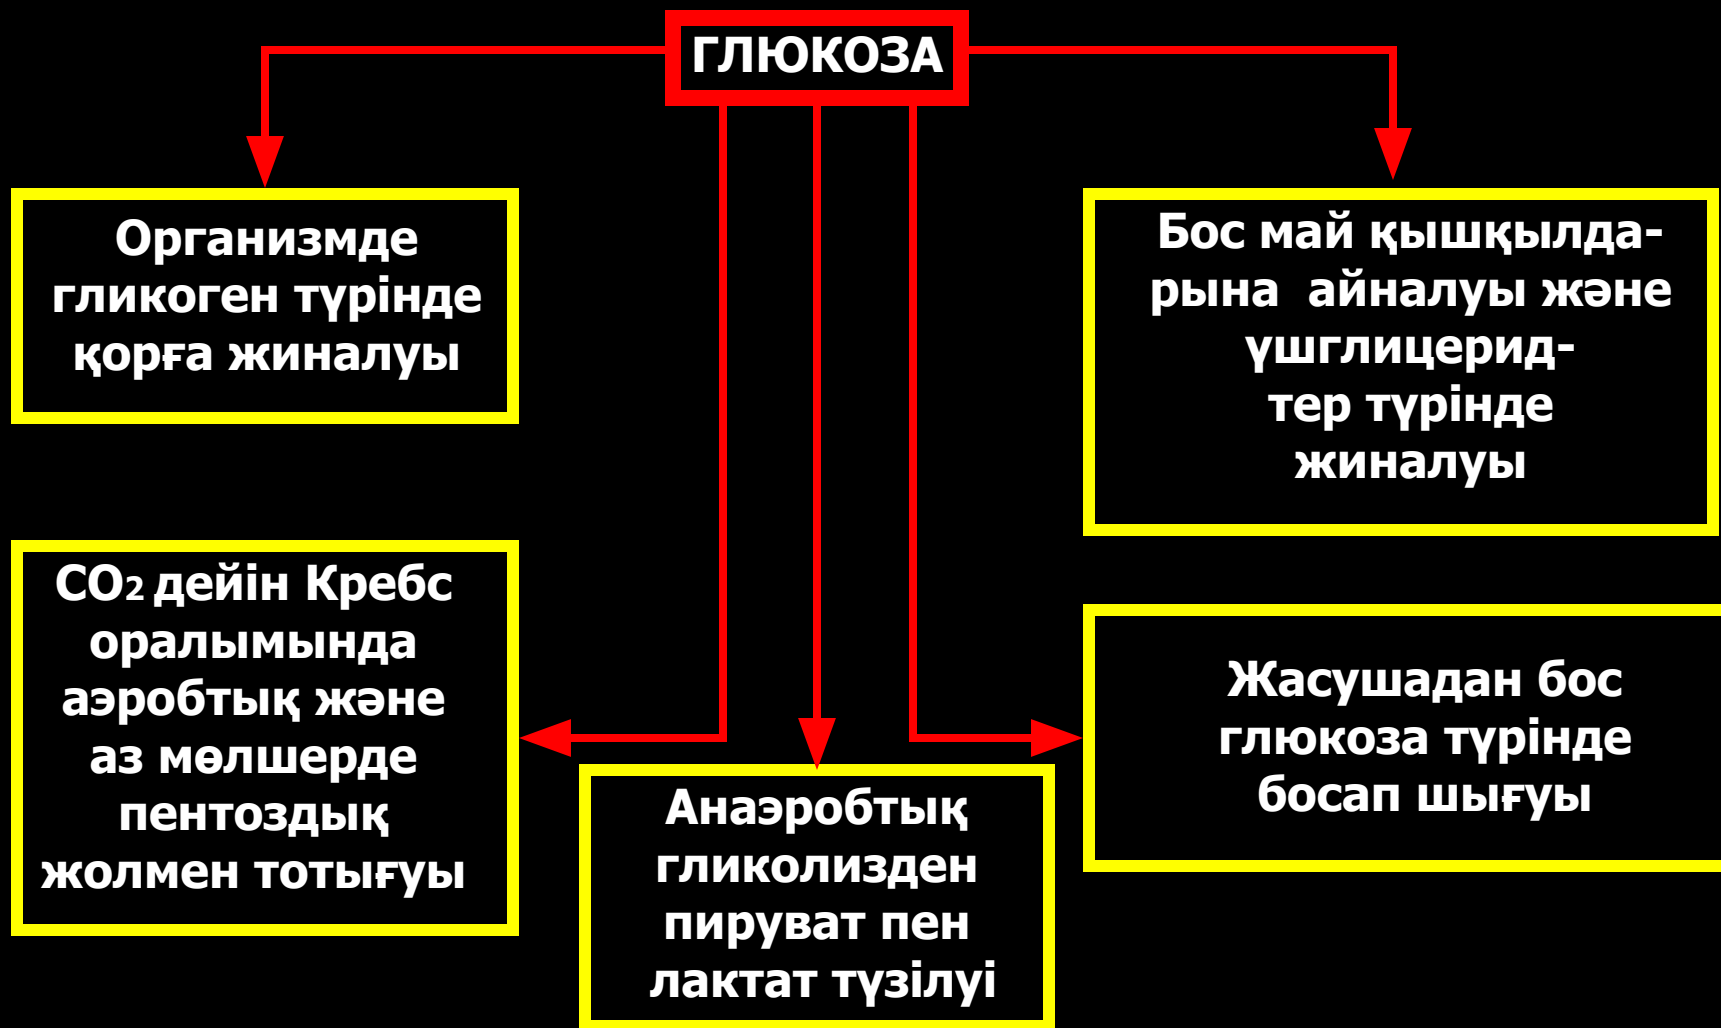 ГЛЮКОЗА
Организмде
гликоген түрінде
қорға жиналуы
Бос май қышқылда-
рына айналуы және
үшглицерид-
тер түрінде
жиналуы
СО2 дейін Кребс
оралымында
аэробтық және
аз мөлшерде
пентоздық
жолмен тотығуы
Анаэробтық
гликолизден
пируват пен
лактат түзілуі
Жасушадан бос
глюкоза түрінде
босап шығуы